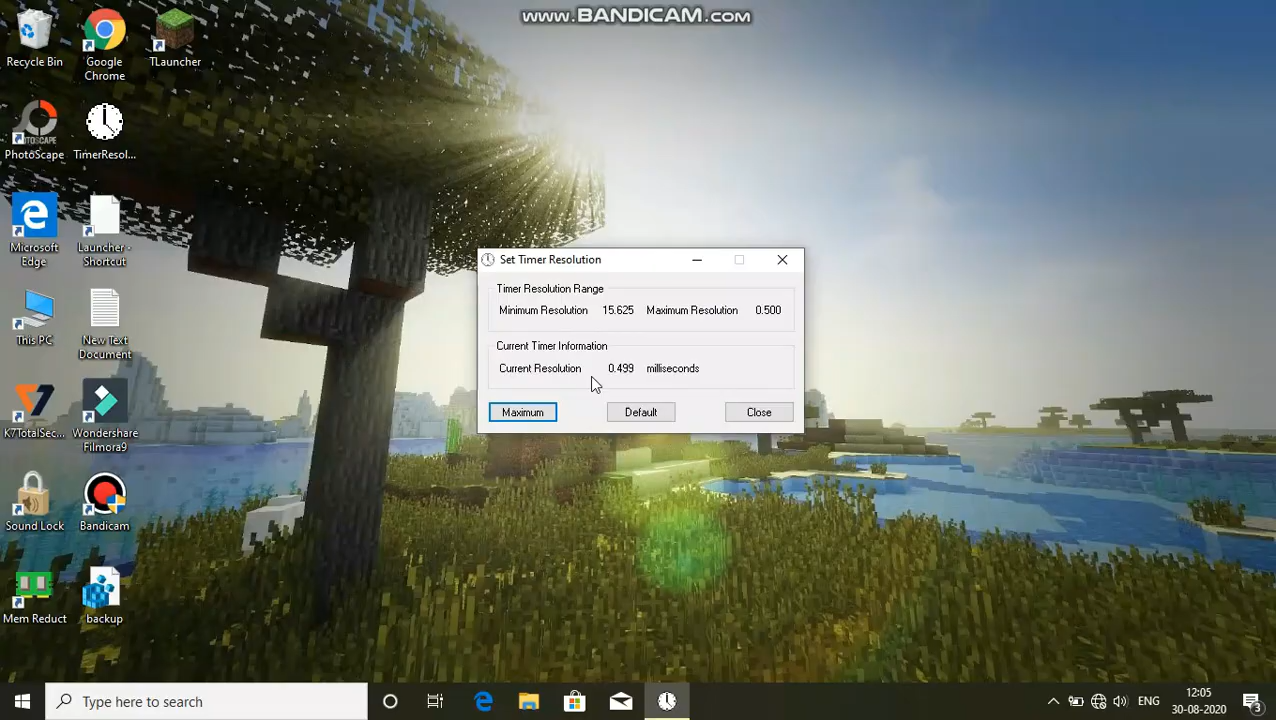 www.BANDICAM.com
Recycle Bin
Google
Chrome
TLauncher
PHOTOSCAPE
PhotoScape
TimerResol...
Microsoft
Edge
Launcher -
Shortcut
This PC
New Text
Document
K7TotalSec...
Wondershare
Filmora9
Sound Lock
Bandicam
Mem Reduct
backup
Set Timer Resolution
Timer Resolution Range
Minimum Resolution 15.625 Maximum Resolution 0.500
Current Timer Information
Current Resolution 0.499 milliseconds
Maximum Default Close
Type here to search
ENG
12:05
30-08-2020
3